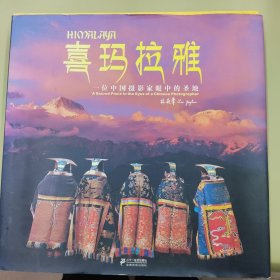 HIMALAYA
喜玛拉雅
一位中国摄影家眼中的圣地
A Sacred Place in the Eyes of a Chinese Photographer